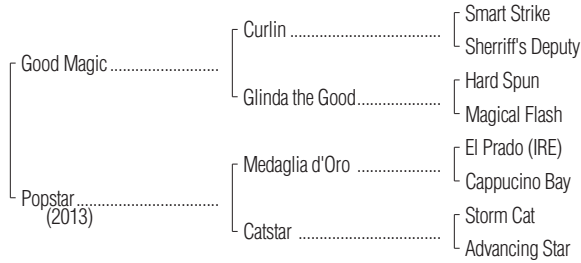 Smart Strike
Curlin ........................
Sherriff's Deputy
Good Magic ........................
Hard Spun
Glinda the Good...................
Magical Flash
El Prado (IRE)
Medaglia d'Oro ...................
Cappucino Bay
Popstar........................
(2013)
Storm Cat
Catstar ................................
Advancing Star